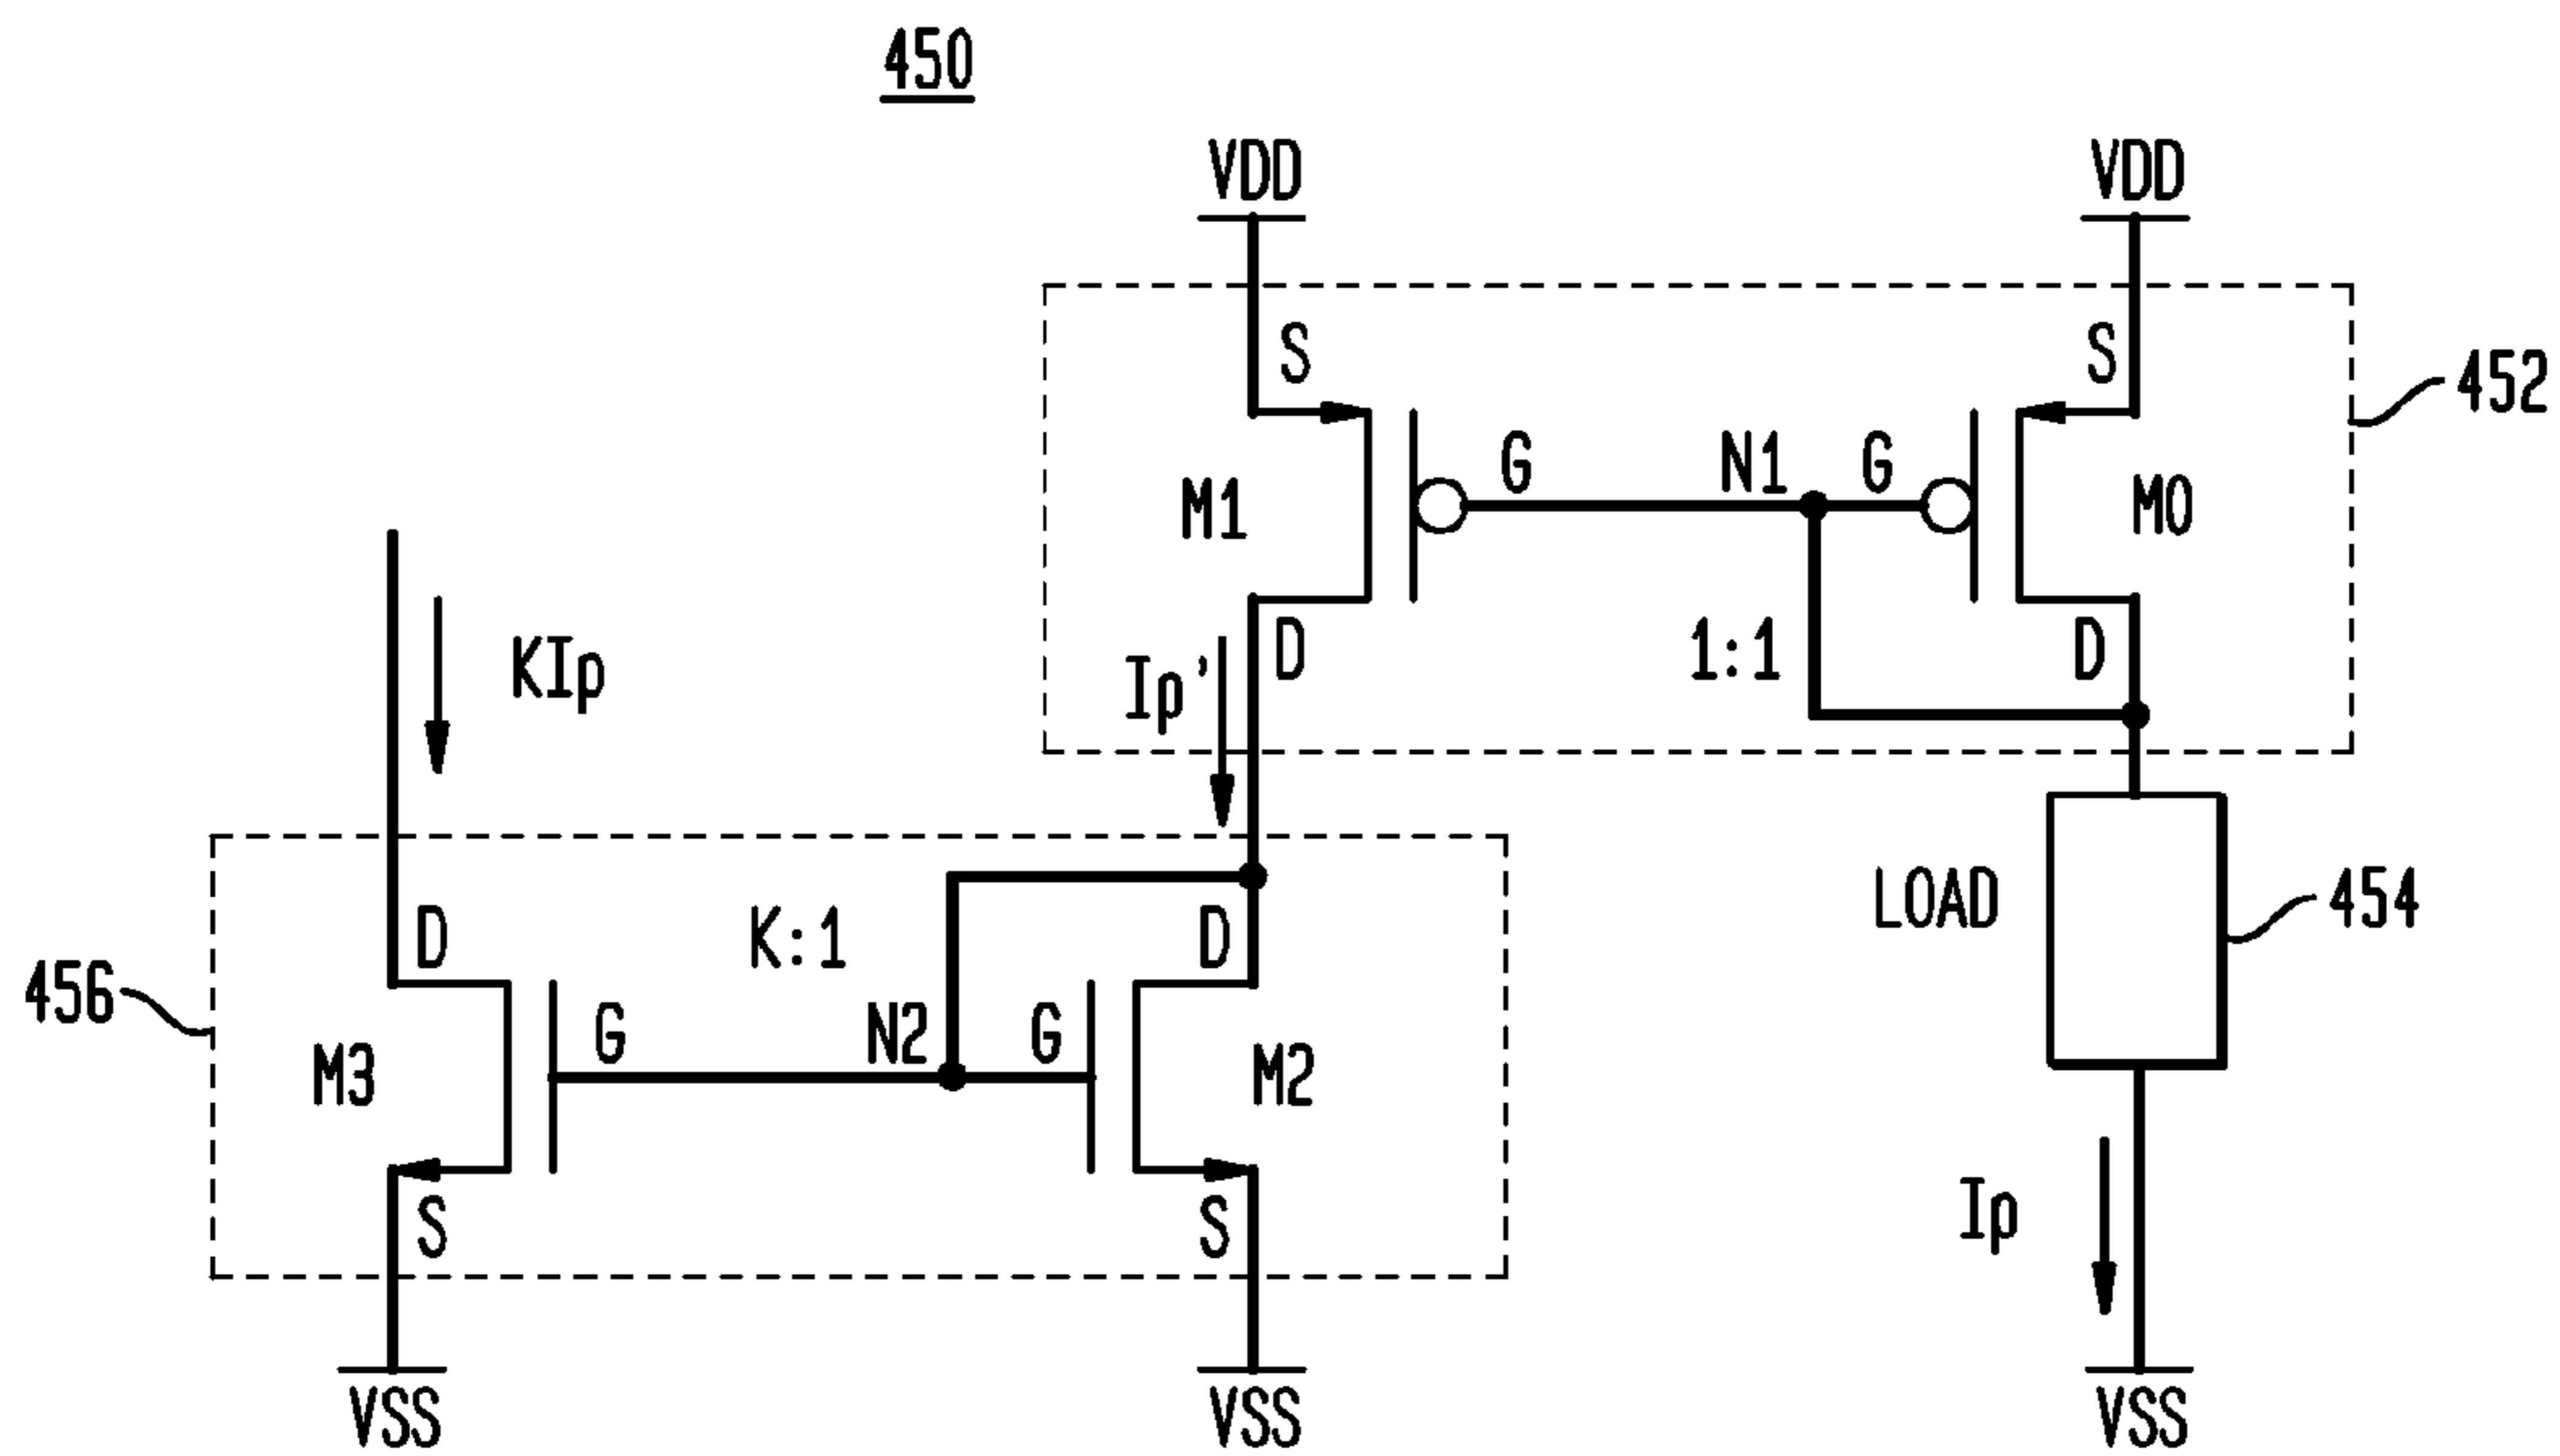 450
VDD VDD
S S
452
M1 G N1 G M0
KIp
Ip' D 1:1 D
D K:1 D
LOAD 454
456
M3 G N2 G M2
S S
Ip
VSS VSS VSS